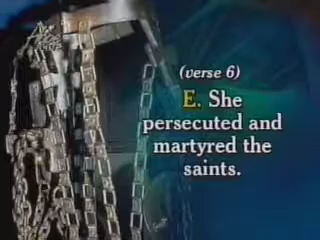 (verse 6)
E. She
persecuted and
martyred the
saints.